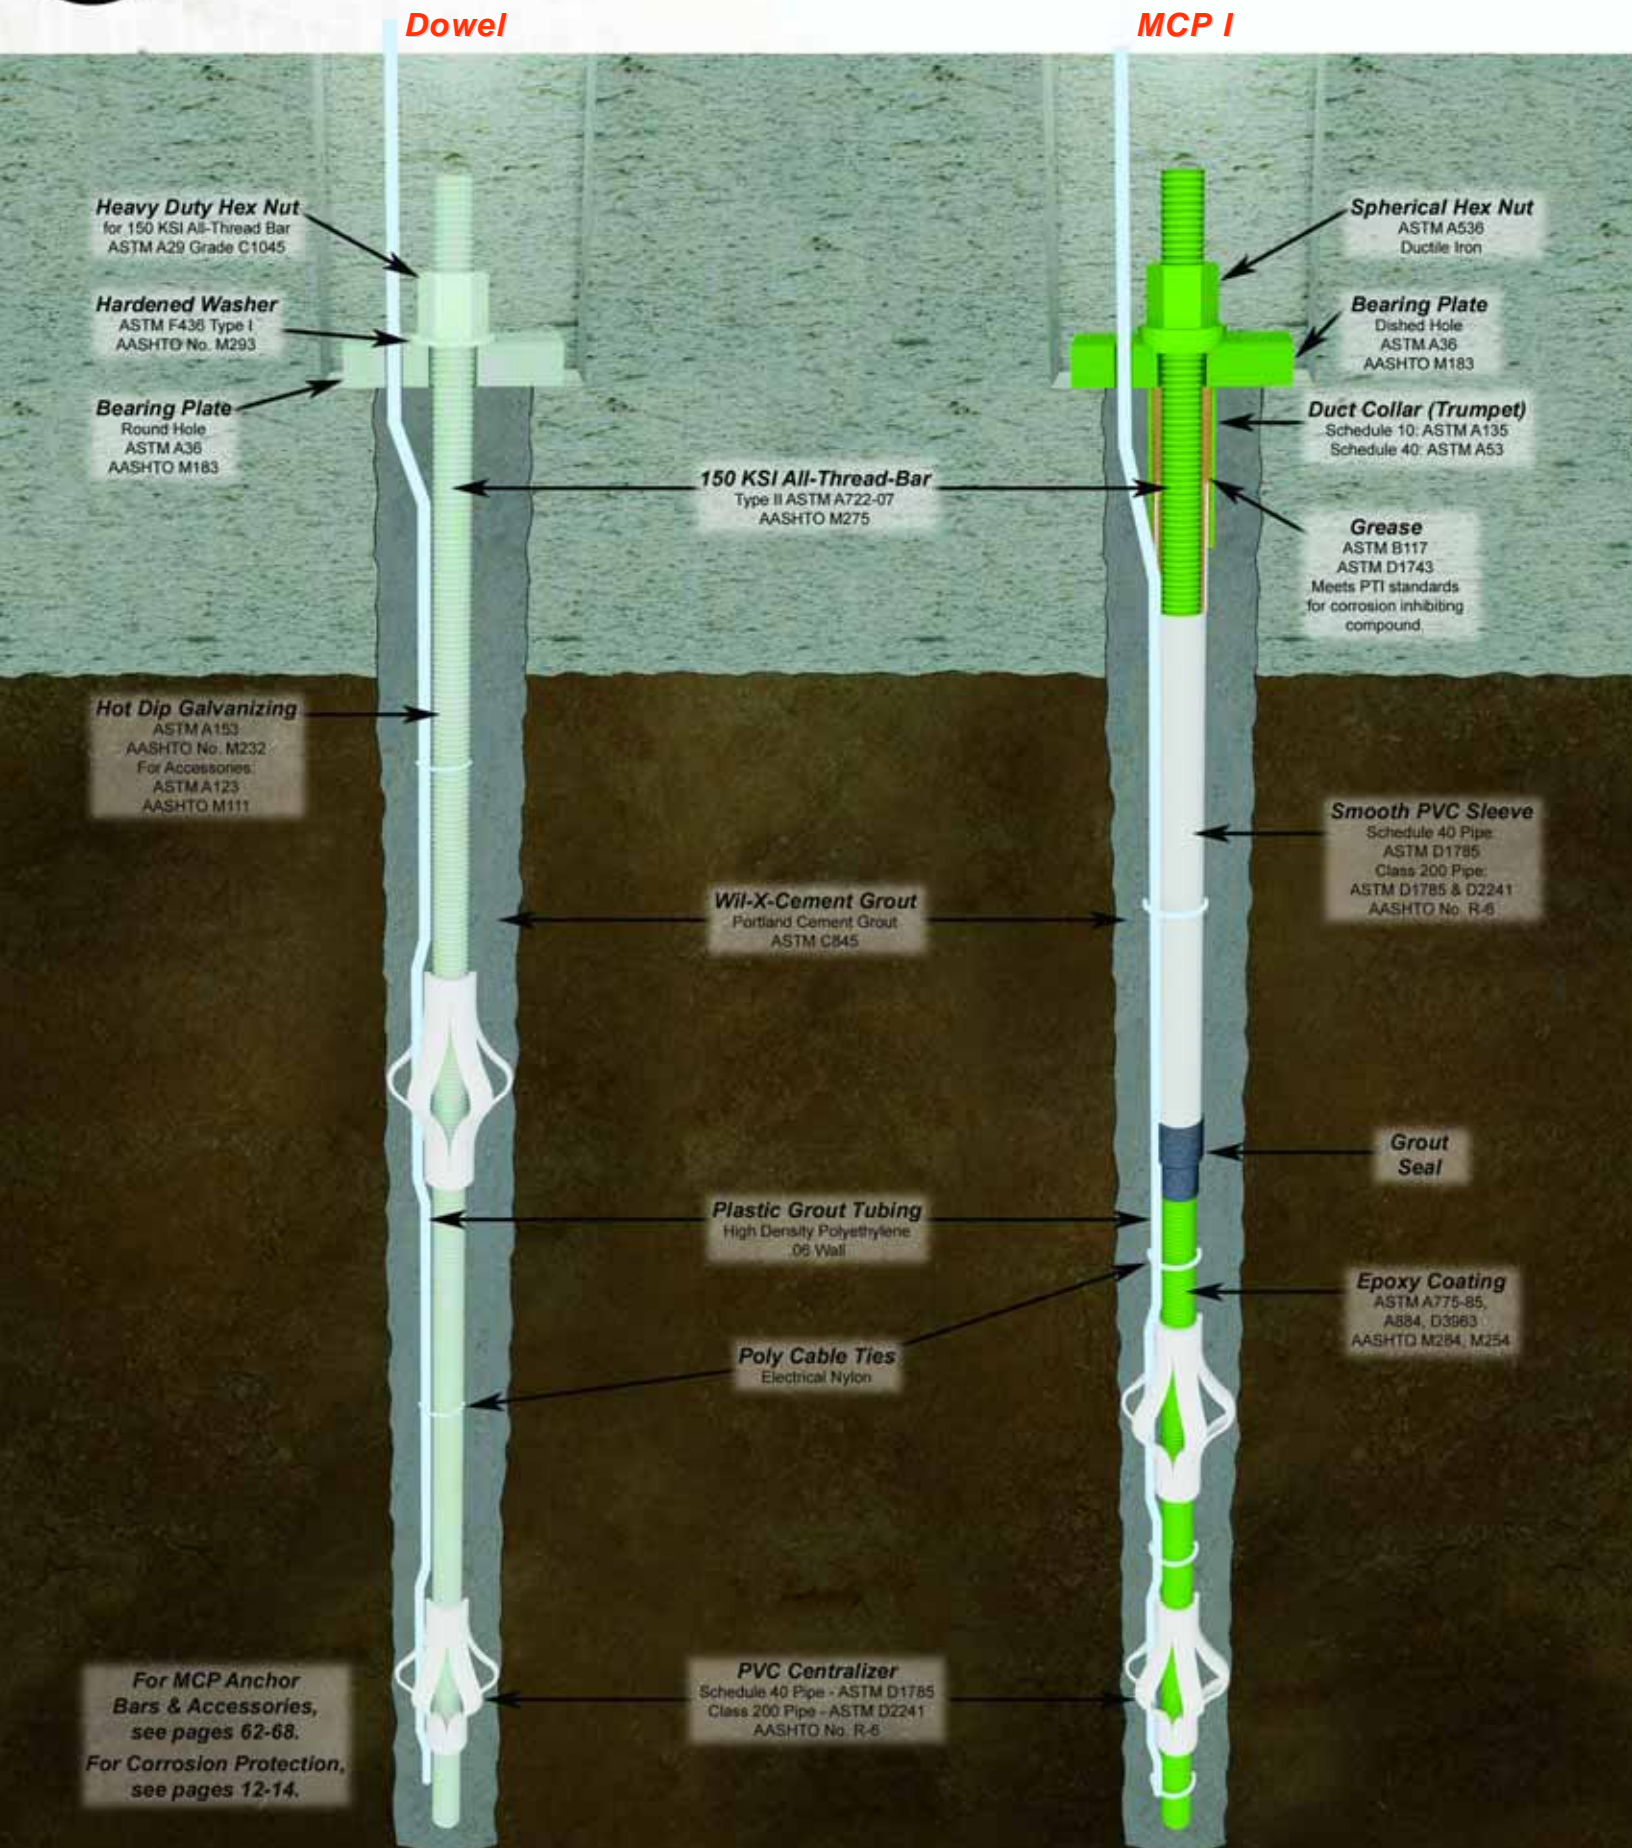 Dowel
MCP I
Heavy Duty Hex Nut
for 150 KSI All-Thread Bar
ASTM A29 Grade C1045
Hardened Washer
ASTM F436 Type I
AASHTO No. M293
Bearing Plate
Round Hole
ASTM A36
AASHTO M183
Hot Dip Galvanizing
ASTM A153
AASHTO No. M232
For Accessories:
ASTM A123
AASHTO M111
150 KSI All-Thread-Bar
Type II ASTM A722-07
AASHTO M275
Wil-X-Cement Grout
Portland Cement Grout
ASTM C845
Plastic Grout Tubing
High Density Polyethylene
.06 Wall
Poly Cable Ties
Electrical Nylon
PVC Centralizer
Schedule 40 Pipe - ASTM D1785
Class 200 Pipe - ASTM D2241
AASHTO No. R-6
Spherical Hex Nut
ASTM A536
Ductile Iron
Bearing Plate
Dished Hole
ASTM A36
AASHTO M183
Duct Collar (Trumpet)
Schedule 10: ASTM A135
Schedule 40: ASTM A53
Grease
ASTM B117
ASTM D1743
Meets PTI standards
for corrosion inhibiting
compound.
Smooth PVC Sleeve
Schedule 40 Pipe:
ASTM D1785
Class 200 Pipe:
ASTM D1785 & D2241
AASHTO No. R-6
Grout
Seal
Epoxy Coating
ASTM A775-85,
A884, D3963
AASHTO M284, M254
For MCP Anchor
Bars & Accessories,
see pages 62-68.
For Corrosion Protection,
see pages 12-14.